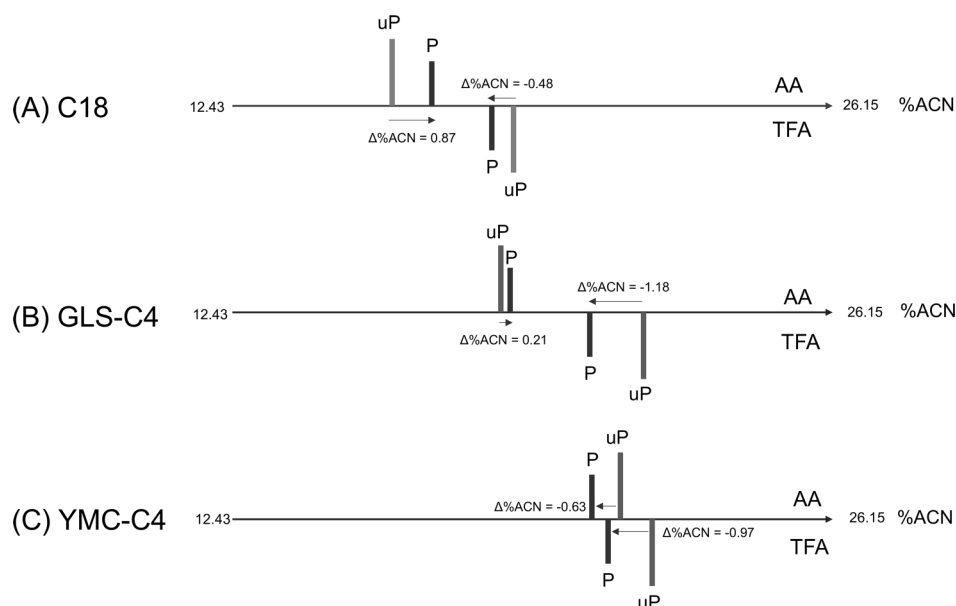 uP
P
Δ%ACN = -0.48
AA
(A) C18
12.43
26.15 %ACN
Δ%ACN = 0.87
TFA
P
uP
uP
P
Δ%ACN = -1.18
AA
(B) GLS-C4
12.43
26.15 %ACN
Δ%ACN = 0.21
TFA
P
uP
uP
P
Δ%ACN = -0.63
AA
(C) YMC-C4
12.43
26.15 %ACN
Δ%ACN = -0.97
TFA
P
uP